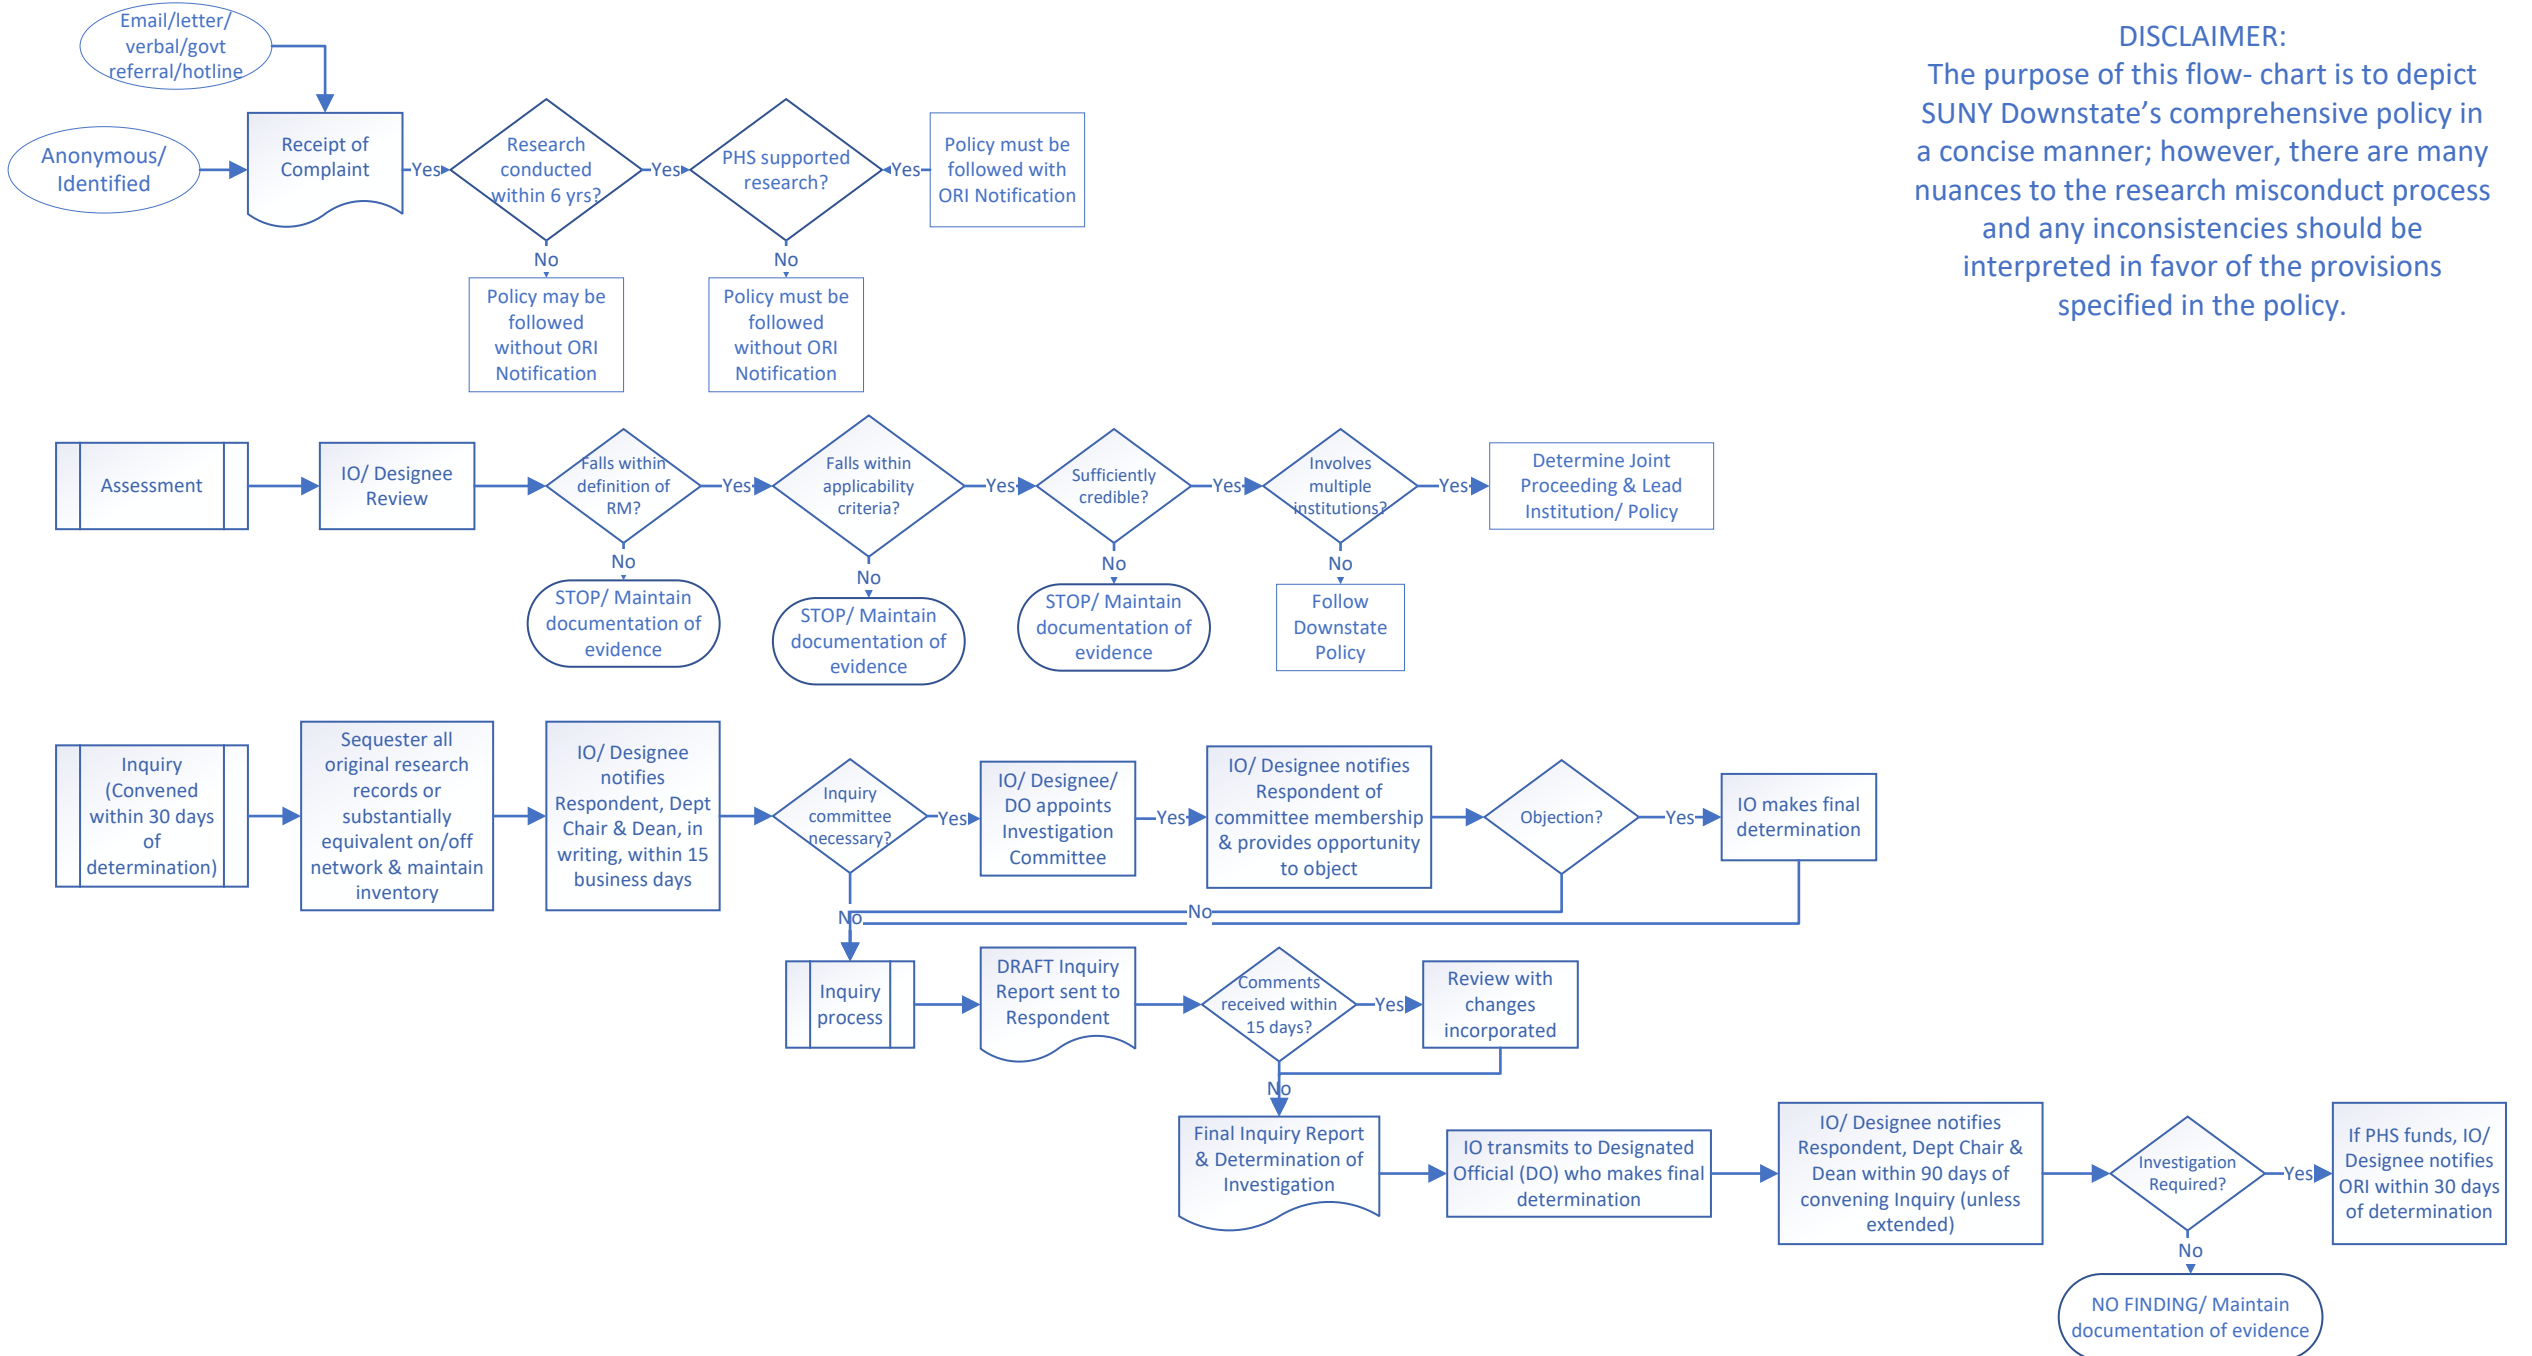 Email/letter/
verbal/govt
referral/hotline
DISCLAIMER:
The purpose of this flow- chart is to depict
SUNY Downstate’s comprehensive policy in
a concise manner; however, there are many
nuances to the research misconduct process
and any inconsistencies should be
interpreted in favor of the provisions
specified in the policy.
Anonymous/
Identified
Receipt of
Complaint
Yes
Research
conducted
within 6 yrs?
Yes
PHS supported
research?
Yes
Policy must be
followed with
ORI Notification
No
No
Policy may be
followed
without ORI
Notification
Policy must be
followed
without ORI
Notification
Assessment
IO/ Designee
Review
Falls within
definition of
RM?
Yes
Falls within
applicability
criteria?
Yes
Sufficiently
credible?
Yes
Involves
multiple
institutions?
Yes
Determine Joint
Proceeding & Lead
Institution/ Policy
No
No
No
No
STOP/ Maintain
documentation of
evidence
STOP/ Maintain
documentation of
evidence
STOP/ Maintain
documentation of
evidence
Follow
Downstate
Policy
Inquiry
(Convened
within 30 days
of
determination)
Sequester all
original research
records or
substantially
equivalent on/off
network & maintain
inventory
IO/ Designee
notifies
Respondent, Dept
Chair & Dean, in
writing, within 15
business days
Inquiry
committee
necessary?
Yes
IO/ Designee/
DO appoints
Investigation
Committee
Yes
IO/ Designee notifies
Respondent of
committee membership
& provides opportunity
to object
Objection?
Yes
IO makes final
determination
No
No
Inquiry
process
DRAFT Inquiry
Report sent to
Respondent
Comments
received within
15 days?
Yes
Review with
changes
incorporated
No
Final Inquiry Report
& Determination of
Investigation
IO transmits to Designated
Official (DO) who makes final
determination
IO/ Designee notifies
Respondent, Dept Chair &
Dean within 90 days of
convening Inquiry (unless
extended)
Investigation
Required?
Yes
If PHS funds, IO/
Designee notifies
ORI within 30 days
of determination
No
NO FINDING/ Maintain
documentation of evidence